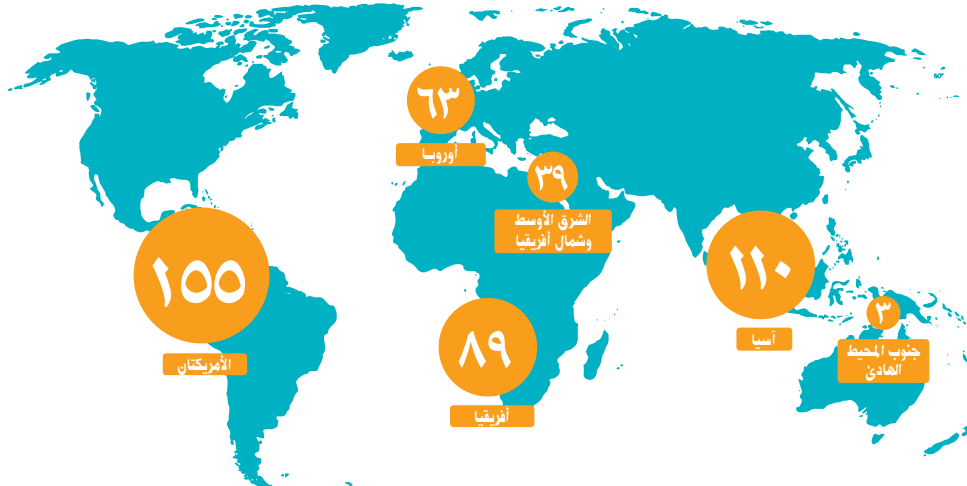 ٦٣
أوروبا
٣٩
الشرق الأوسط
وشمال أفريقيا
١٥٥
الأمريكتان
١١٠
آسيا
٣
جنوب المحيط
الهادئ
٨٩
أفريقيا